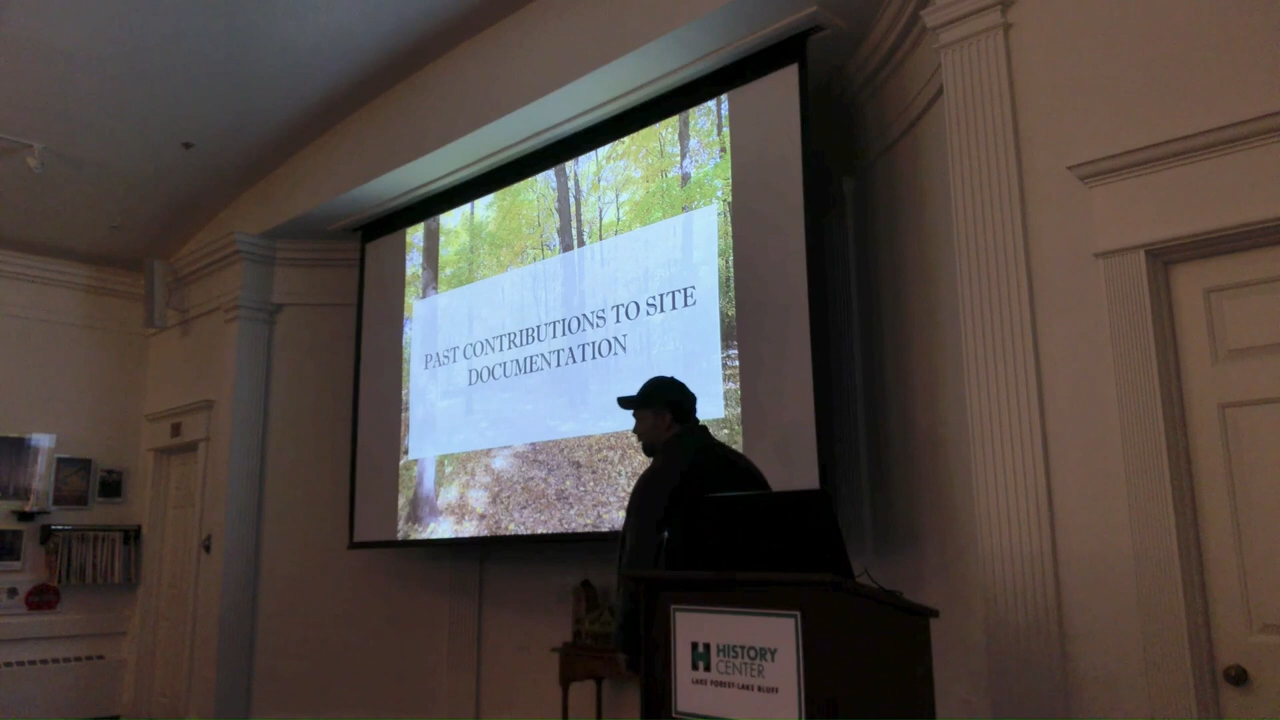 PAST CONTRIBUTIONS TO SITE
DOCUMENTATION
HISTORY
CENTER
LAKE FOREST-LAKE BLUFF